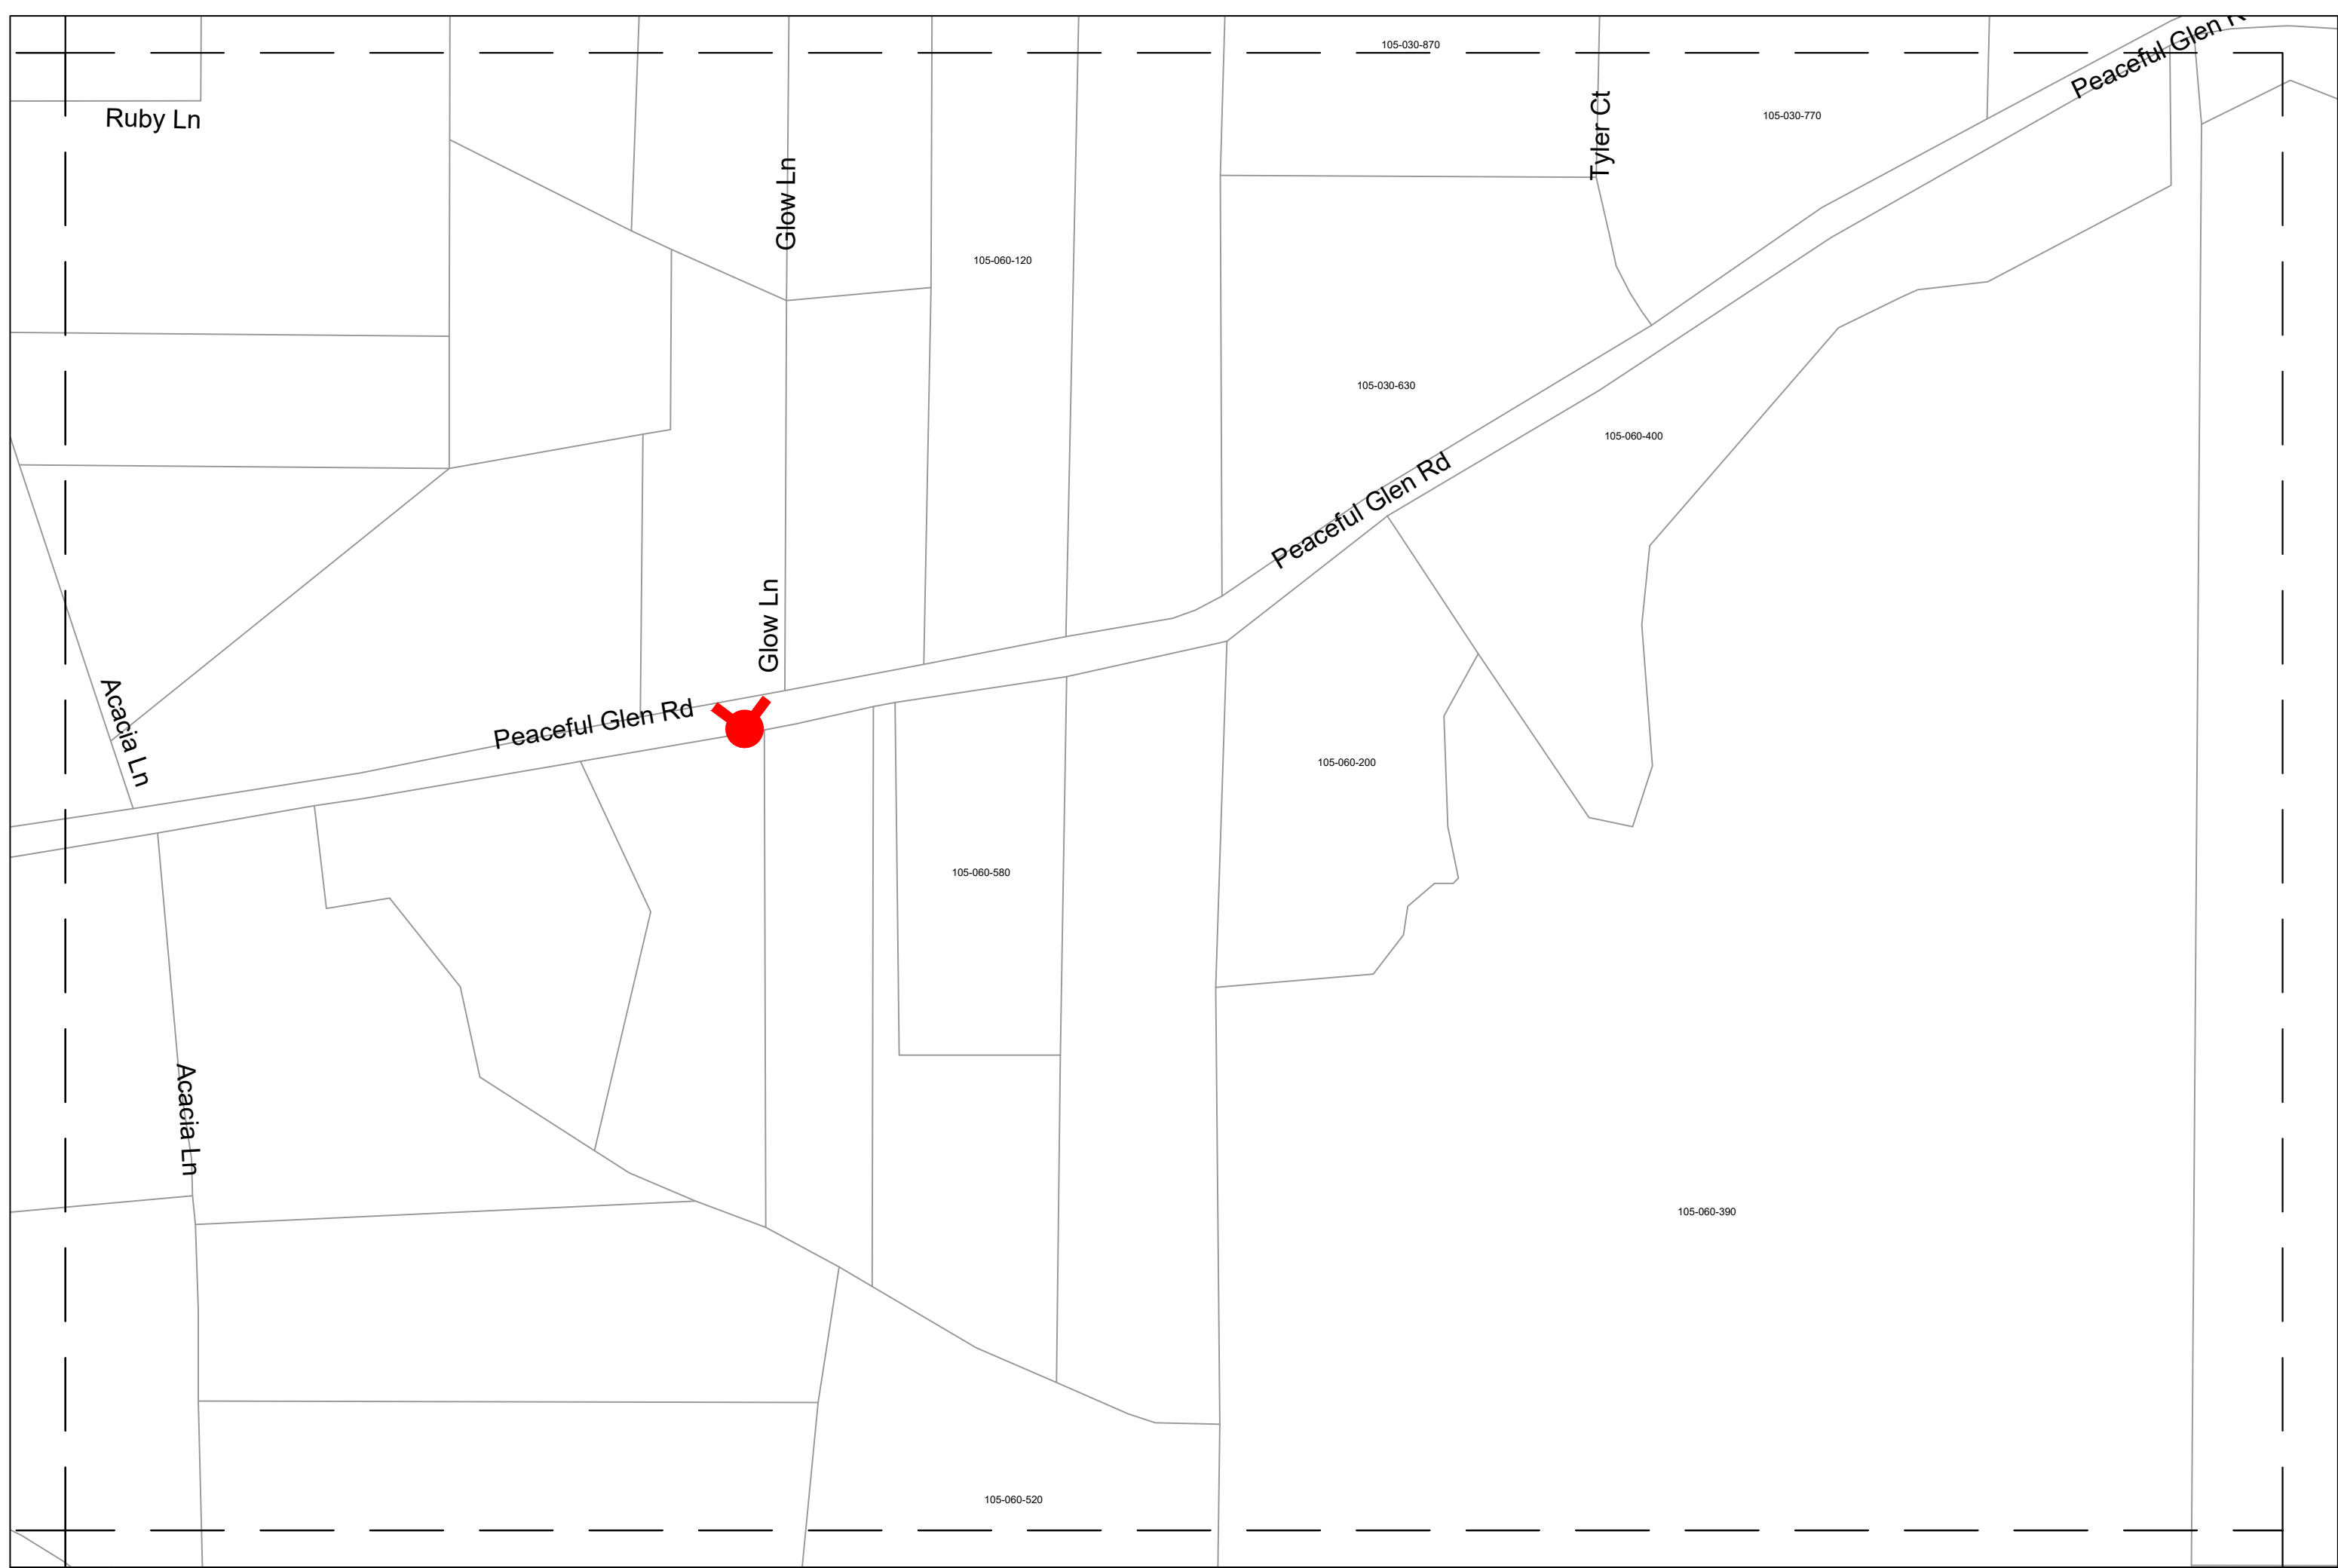 Peaceful Glen R
105-030-870
Ruby Ln
Tyler Ct
105-030-770
Glow Ln
105-060-120
105-030-630
105-060-400
Peaceful Glen Rd
Glow Ln
Acacia Ln
Peaceful Glen Rd
105-060-200
105-060-580
Acacia Ln
105-060-390
105-060-520